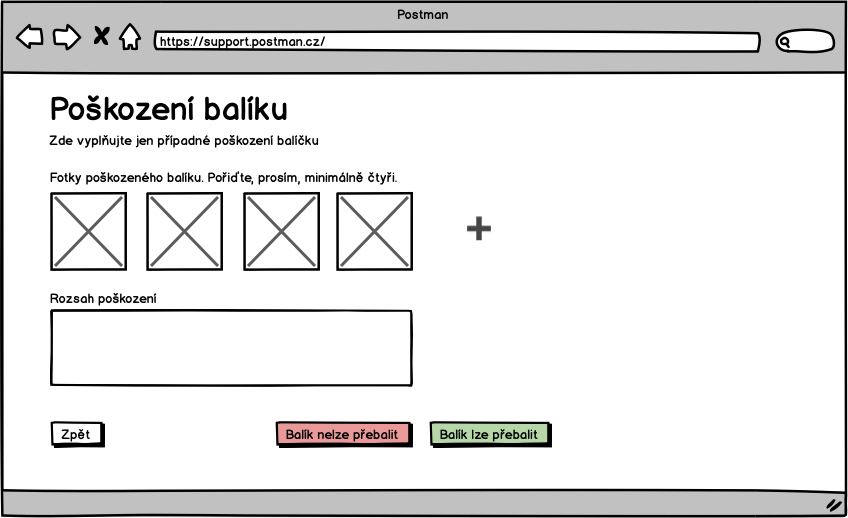 Postman
https://support.postman.cz/
Poškození balíku
Zde vyplňujte jen případné poškození balíčku
Fotky poškozeného balíku. Pořiďte, prosím, minimálně čtyři.
Rozsah poškození
Zpět
Balík nelze přebalit
Balík lze přebalit